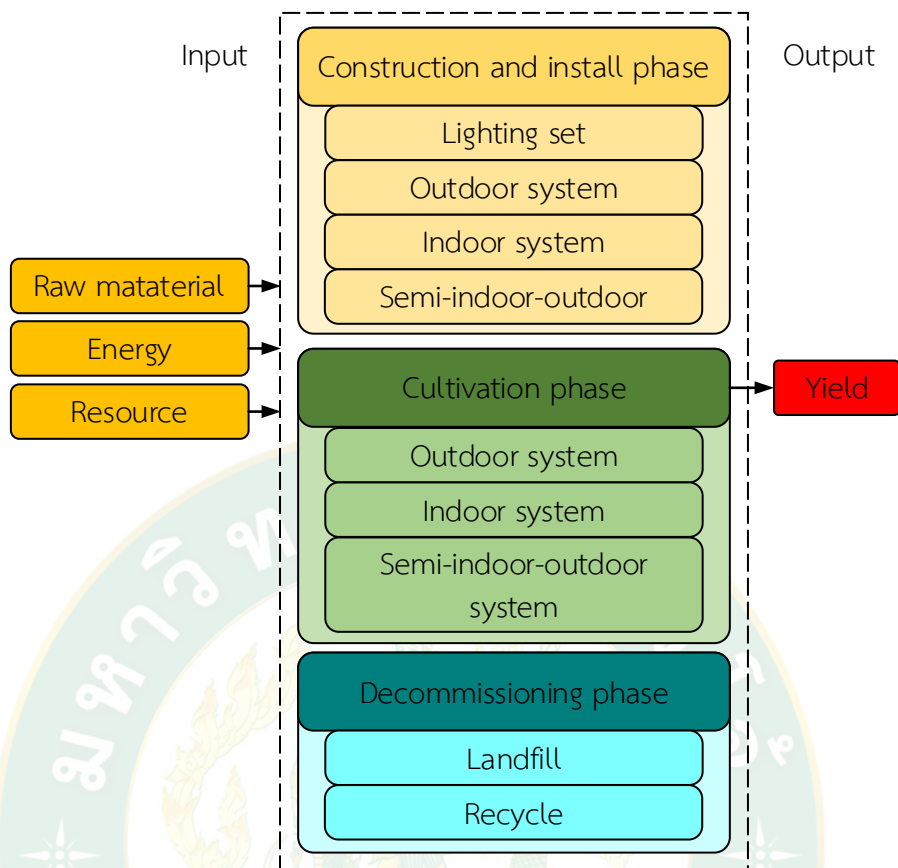 Input
Output
Construction and install phase
Lighting set
Outdoor system
Indoor system
Semi-indoor-outdoor
Raw mataterial
Energy
Resource
Cultivation phase
Outdoor system
Indoor system
Semi-indoor-outdoor
system
Yield
Decommissioning phase
Landfill
Recycle